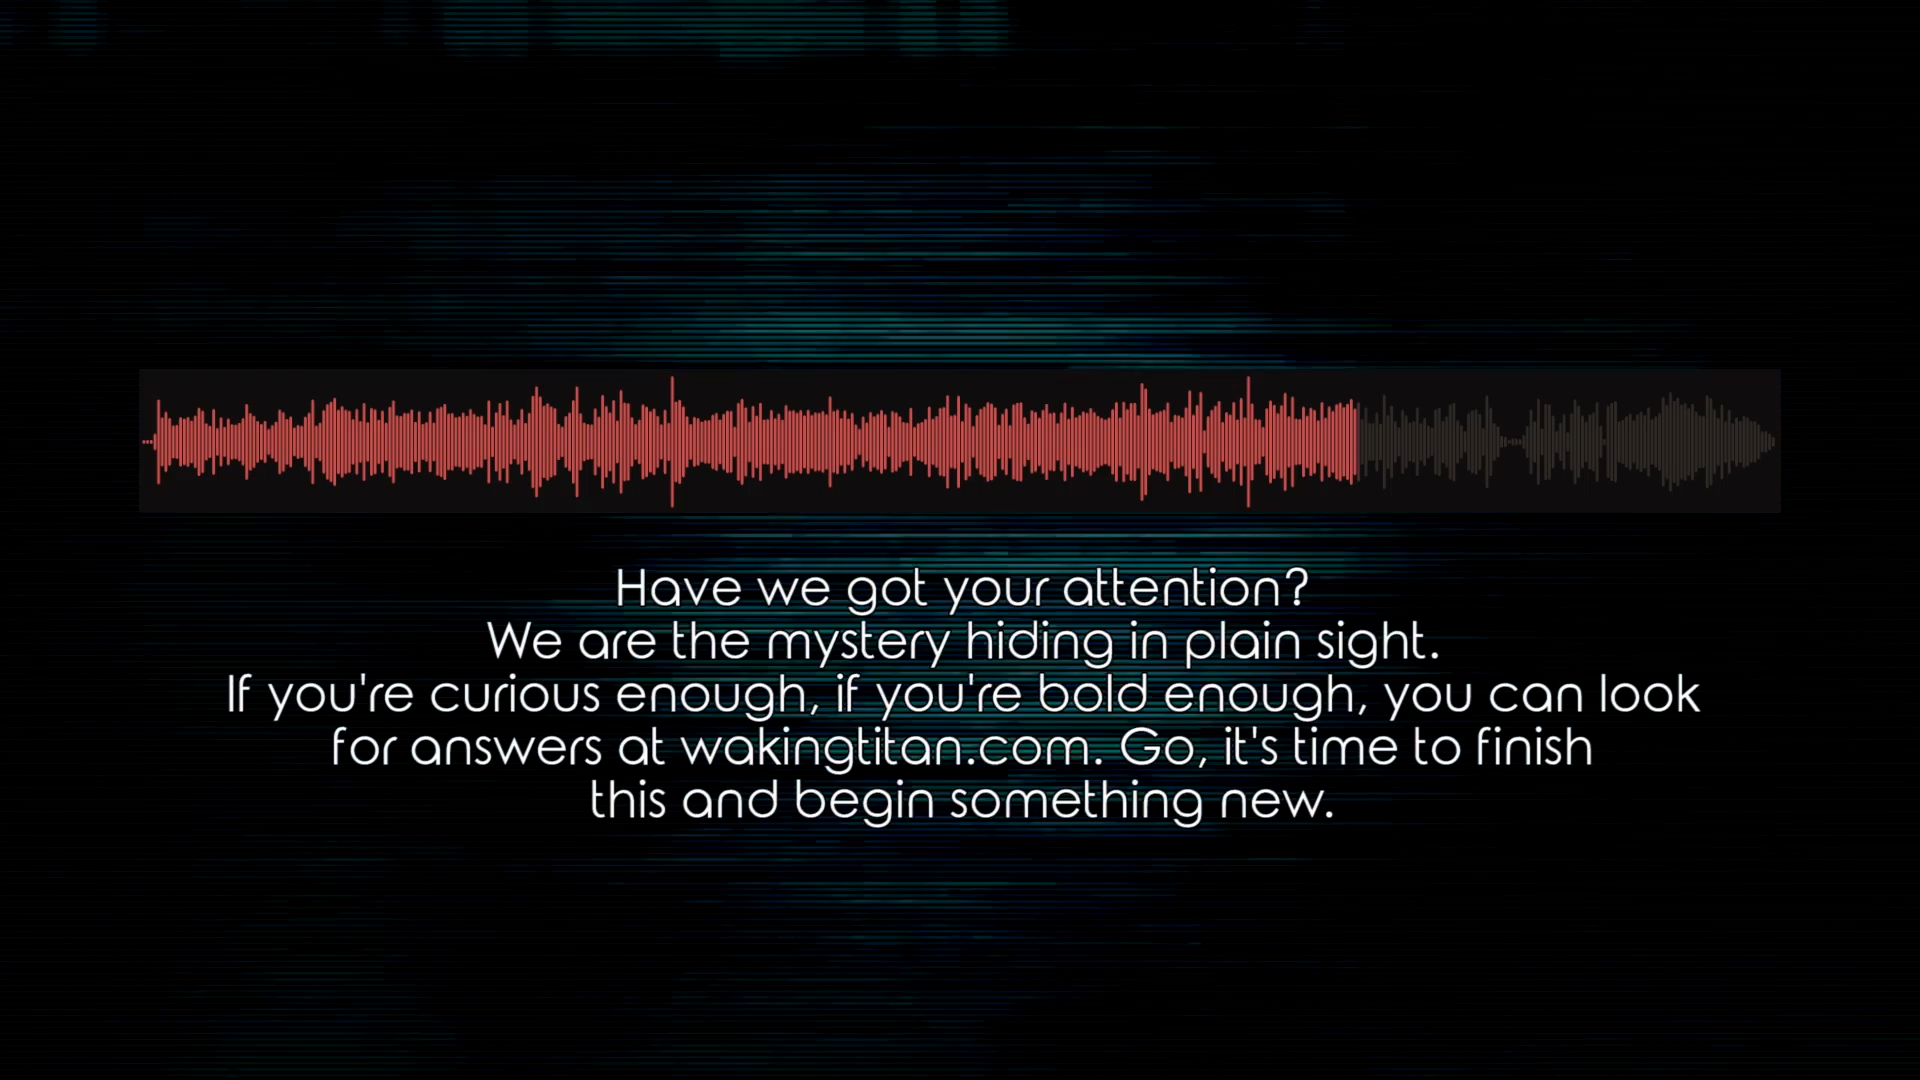 Have we got your attention?
We are the mystery hiding in plain sight.
If you're curious enough, if you're bold enough, you can look
for answers at wakingtitan.com. Go, it's time to finish
this and begin something new.